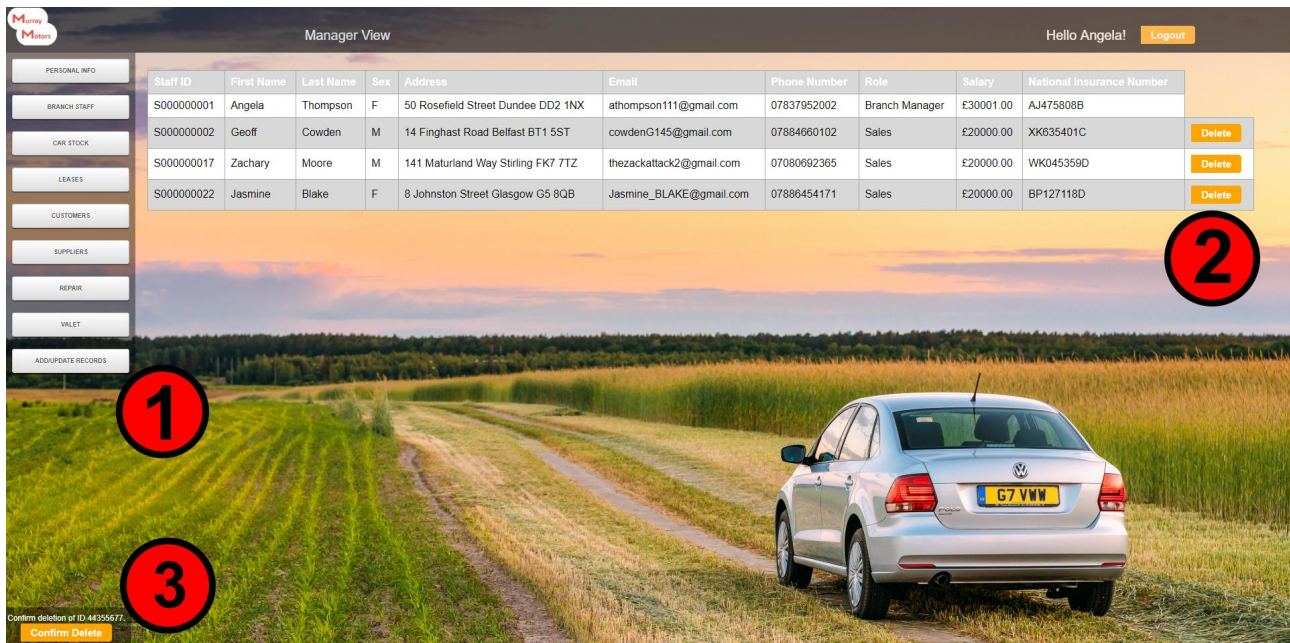 Murray
Motors
Manager View
Hello Angela!
Logout
PERSONAL INFO
BRANCH STAFF
CAR STOCK
LEASES
CUSTOMERS
SUPPLIERS
REPAIR
VALET
ADD/UPDATE RECORDS
Staff ID First Name Last Name Sex Address Email Phone Number Role Salary National Insurance Number
S000000001 Angela Thompson F 50 Rosefield Street Dundee DD2 1NX athompson111@gmail.com 07837952002 Branch Manager £30001.00 AJ475808B
S000000002 Geoff Cowden M 14 Finghast Road Belfast BT1 5ST cowdenG145@gmail.com 07884660102 Sales £20000.00 XK635401C Delete
S000000017 Zachary Moore M 141 Maturland Way Stirling FK7 7TZ thezackattack2@gmail.com 07080692365 Sales £20000.00 WK045359D Delete
S000000022 Jasmine Blake F 8 Johnston Street Glasgow G5 8QB Jasmine_BLAKE@gmail.com 07886454171 Sales £20000.00 BP127118D Delete
2
1
G7 VWW
POLO
3
Confirm deletion of ID 44355677.
Confirm Delete